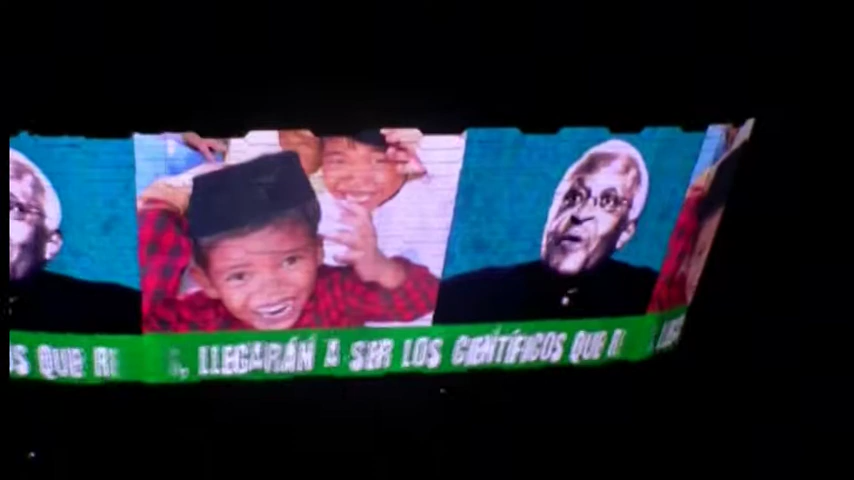 S QUE R , LLEGARÁN A SER LOS CIENTÍFICOS QUE